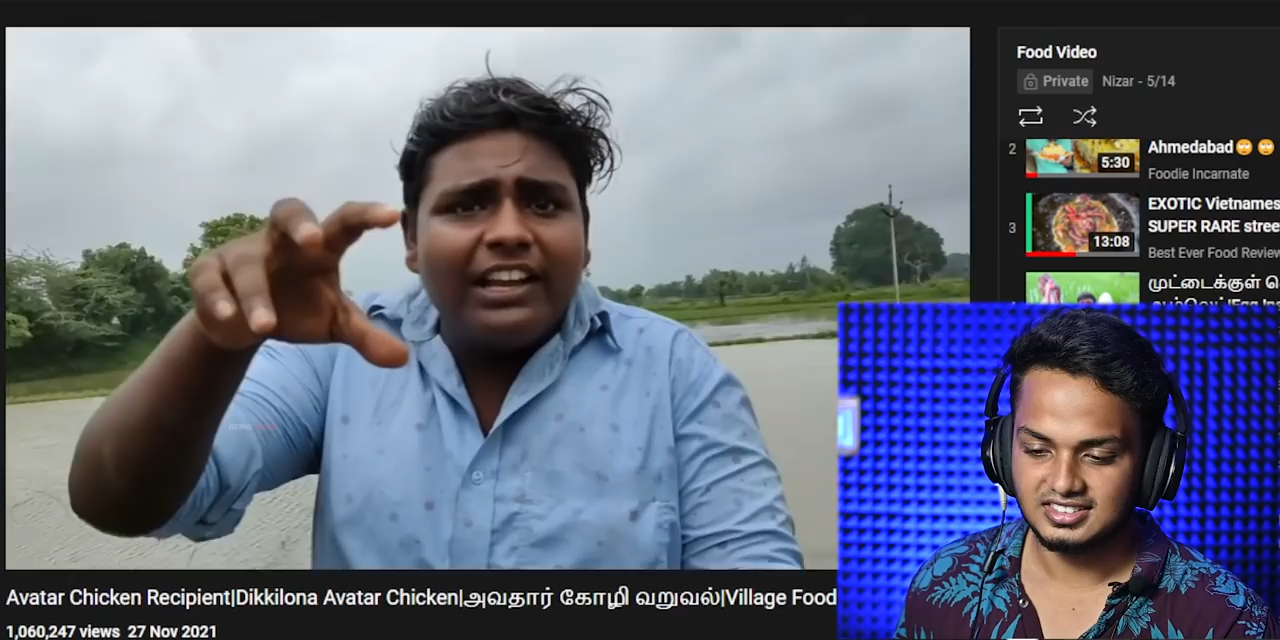 Food Video
Private Nizar - 5/14
2
5:30
Ahmedabad🙄 🙄
Foodie Incarnate
3
13:08
EXOTIC Vietnames
SUPER RARE stree
Best Ever Food Review
முட்டைக்குள்
Avatar Chicken Recipient|Dikkilona Avatar Chicken|அவதார் கோழி வறுவல்|Village Food
1,060,247 views 27 Nov 2021